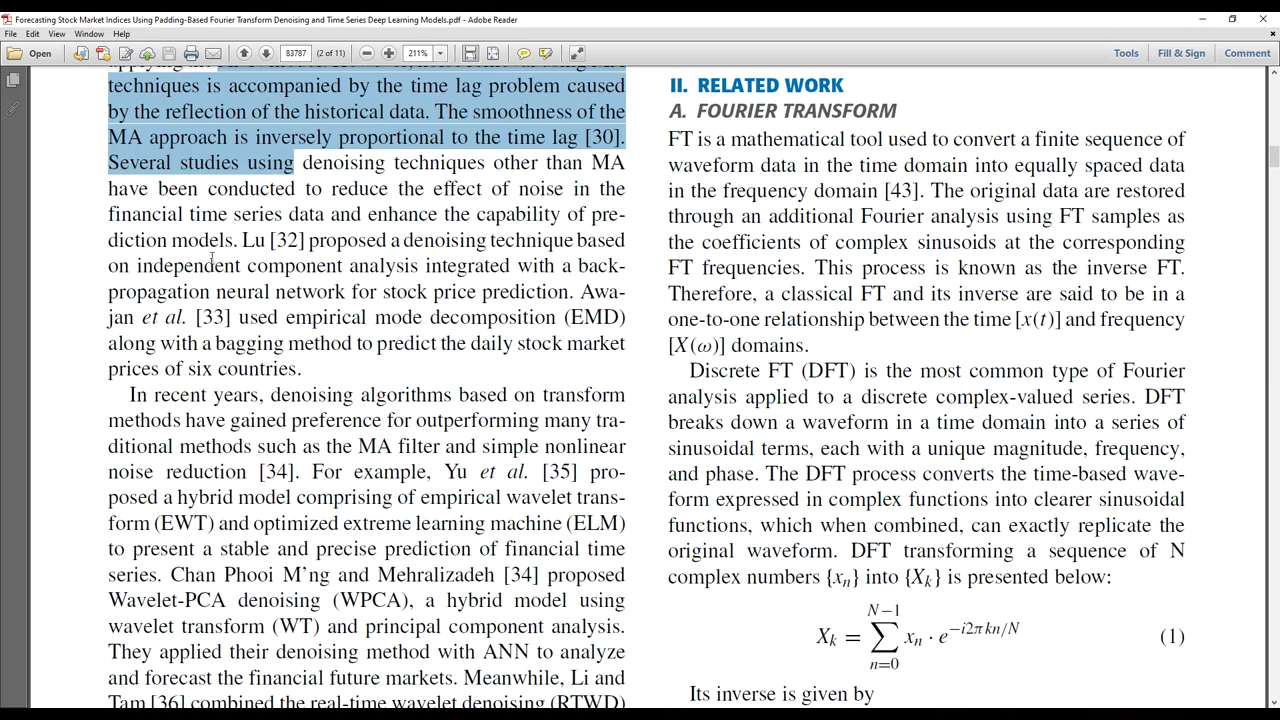 Forecasting Stock Market Indices Using Padding-Based Fourier Transform Denoising and Time Series Deep Learning Models.pdf - Adobe Reader
File Edit View Window Help
Open 83787 (2 of 11) 211% Tools Fill & Sign Comment
techniques is accompanied by the time lag problem caused
by the reflection of the historical data. The smoothness of the
MA approach is inversely proportional to the time lag [30].
Several studies using denoising techniques other than MA
have been conducted to reduce the effect of noise in the
financial time series data and enhance the capability of pre-
diction models. Lu [32] proposed a denoising technique based
on independent component analysis integrated with a back-
propagation neural network for stock price prediction. Awa-
jan et al. [33] used empirical mode decomposition (EMD)
along with a bagging method to predict the daily stock market
prices of six countries.
In recent years, denoising algorithms based on transform
methods have gained preference for outperforming many tra-
ditional methods such as the MA filter and simple nonlinear
noise reduction [34]. For example, Yu et al. [35] pro-
posed a hybrid model comprising of empirical wavelet trans-
form (EWT) and optimized extreme learning machine (ELM)
to present a stable and precise prediction of financial time
series. Chan Phooi M'ng and Mehralizadeh [34] proposed
Wavelet-PCA denoising (WPCA), a hybrid model using
wavelet transform (WT) and principal component analysis.
They applied their denoising method with ANN to analyze
and forecast the financial future markets. Meanwhile, Li and
Tam [36] combined the real-time wavelet denoising (RTWD)
II. RELATED WORK
A. FOURIER TRANSFORM
FT is a mathematical tool used to convert a finite sequence of
waveform data in the time domain into equally spaced data
in the frequency domain [43]. The original data are restored
through an additional Fourier analysis using FT samples as
the coefficients of complex sinusoids at the corresponding
FT frequencies. This process is known as the inverse FT.
Therefore, a classical FT and its inverse are said to be in a
one-to-one relationship between the time [x(t)] and frequency
[X(ω)] domains.
Discrete FT (DFT) is the most common type of Fourier
analysis applied to a discrete complex-valued series. DFT
breaks down a waveform in a time domain into a series of
sinusoidal terms, each with a unique magnitude, frequency,
and phase. The DFT process converts the time-based wave-
form expressed in complex functions into clearer sinusoidal
functions, which when combined, can exactly replicate the
original waveform. DFT transforming a sequence of N
complex numbers {xₙ} into {Xₖ} is presented below:
Xₖ = ∑_{n=0}^{N−1} xₙ · e^{−i2πkn/N} (1)
Its inverse is given by